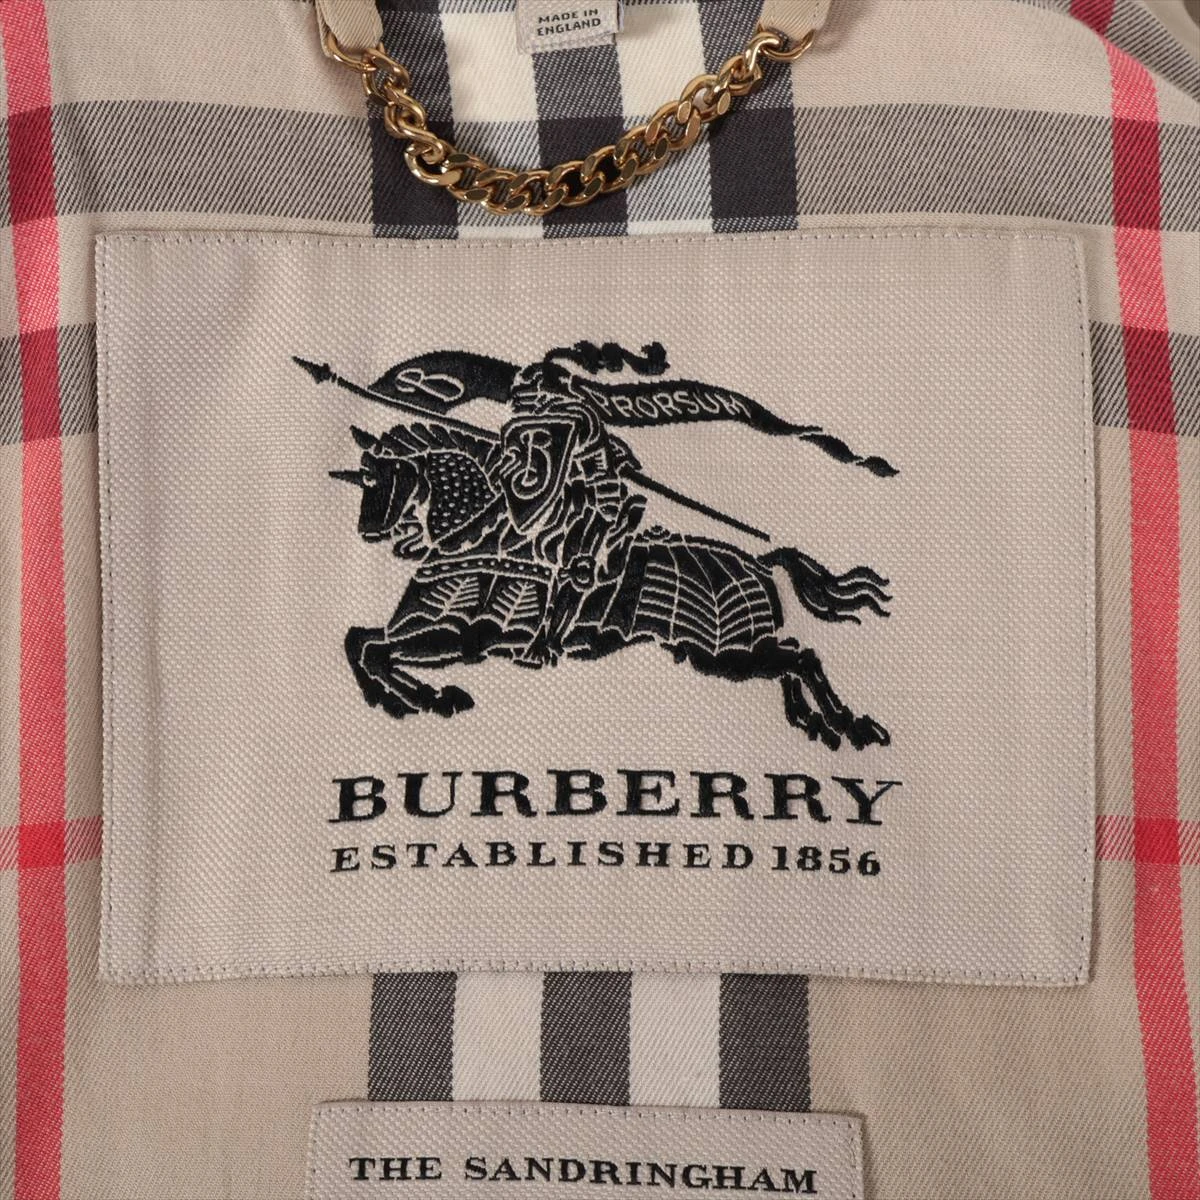 MADE IN
ENGLAND
B
PRORSUM
B
BURBERRY
ESTABLISHED 1856
THE SANDRINGHAM